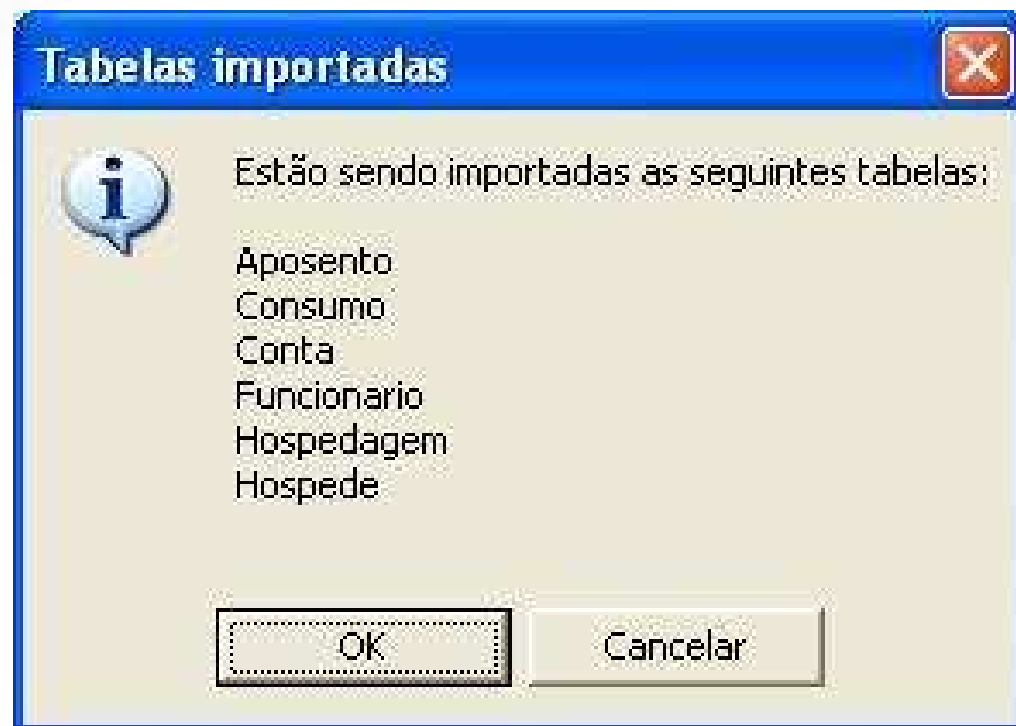 Tabelas importadas
Estão sendo importadas as seguintes tabelas:
Aposento
Consumo
Conta
Funcionario
Hospedagem
Hospede
OK
Cancelar